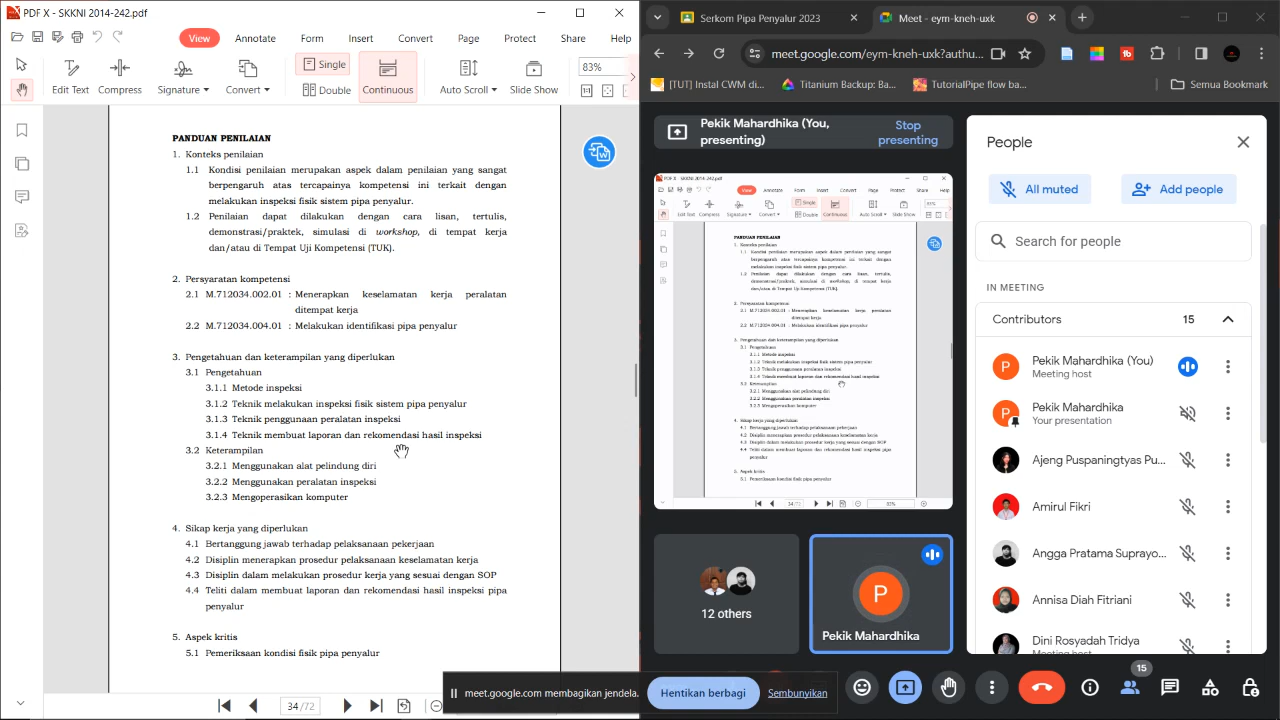 PDF X - SKKNI 2014-242.pdf
View
Annotate
Form
Insert
Convert
Page
Protect
Share
Help
Edit Text
Compress
Signature
Convert
Single
Double
Continuous
Auto Scroll
Slide Show
83%
PANDUAN PENILAIAN
1. Konteks penilaian
1.1 Kondisi penilaian merupakan aspek dalam penilaian yang sangat
berpengaruh atas tercapainya kompetensi ini terkait dengan
melakukan inspeksi fisik sistem pipa penyalur.
1.2 Penilaian dapat dilakukan dengan cara lisan, tertulis,
demonstrasi/praktek, simulasi di workshop, di tempat kerja
dan/atau di Tempat Uji Kompetensi (TUK).
2. Persyaratan kompetensi
2.1 M.712034.002.01 : Menerapkan keselamatan kerja peralatan
ditempat kerja
2.2 M.712034.004.01 : Melakukan identifikasi pipa penyalur
3. Pengetahuan dan keterampilan yang diperlukan
3.1 Pengetahuan
3.1.1 Metode inspeksi
3.1.2 Teknik melakukan inspeksi fisik sistem pipa penyalur
3.1.3 Teknik penggunaan peralatan inspeksi
3.1.4 Teknik membuat laporan dan rekomendasi hasil inspeksi
3.2 Keterampilan
3.2.1 Menggunakan alat pelindung diri
3.2.2 Menggunakan peralatan inspeksi
3.2.3 Mengoperasikan komputer
4. Sikap kerja yang diperlukan
4.1 Bertanggung jawab terhadap pelaksanaan pekerjaan
4.2 Disiplin menerapkan prosedur pelaksanaan keselamatan kerja
4.3 Disiplin dalam melakukan prosedur kerja yang sesuai dengan SOP
4.4 Teliti dalam membuat laporan dan rekomendasi hasil inspeksi pipa
penyalur
5. Aspek kritis
5.1 Pemeriksaan kondisi fisik pipa penyalur
34 /72
meet.google.com membagikan jendela.
Hentikan berbagi
Sembunyikan
Serkom Pipa Penyalur 2023
Meet - eym-kneh-uxk
meet.google.com/eym-kneh-uxk?authu...
[TUT] Instal CWM di...
Titanium Backup: Ba...
TutorialPipe flow ba...
Semua Bookmark
Pekik Mahardhika (You,
presenting)
Stop
presenting
12 others
P
Pekik Mahardhika
People
All muted
Add people
Search for people
IN MEETING
Contributors 15
P
Pekik Mahardhika (You)
Meeting host
P
Pekik Mahardhika
Your presentation
Ajeng Puspaningtyas Pu...
Amirul Fikri
Angga Pratama Suprayo...
Annisa Diah Fitriani
Dini Rosyadah Tridya
Meeting host
15